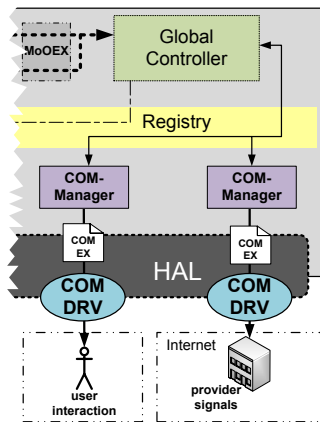 MoOEX
Global
Controller
Registry
COM-
Manager
COM-
Manager
COM
EX
COM
EX
HAL
COM
DRV
COM
DRV
Internet
user
interaction
provider
signals